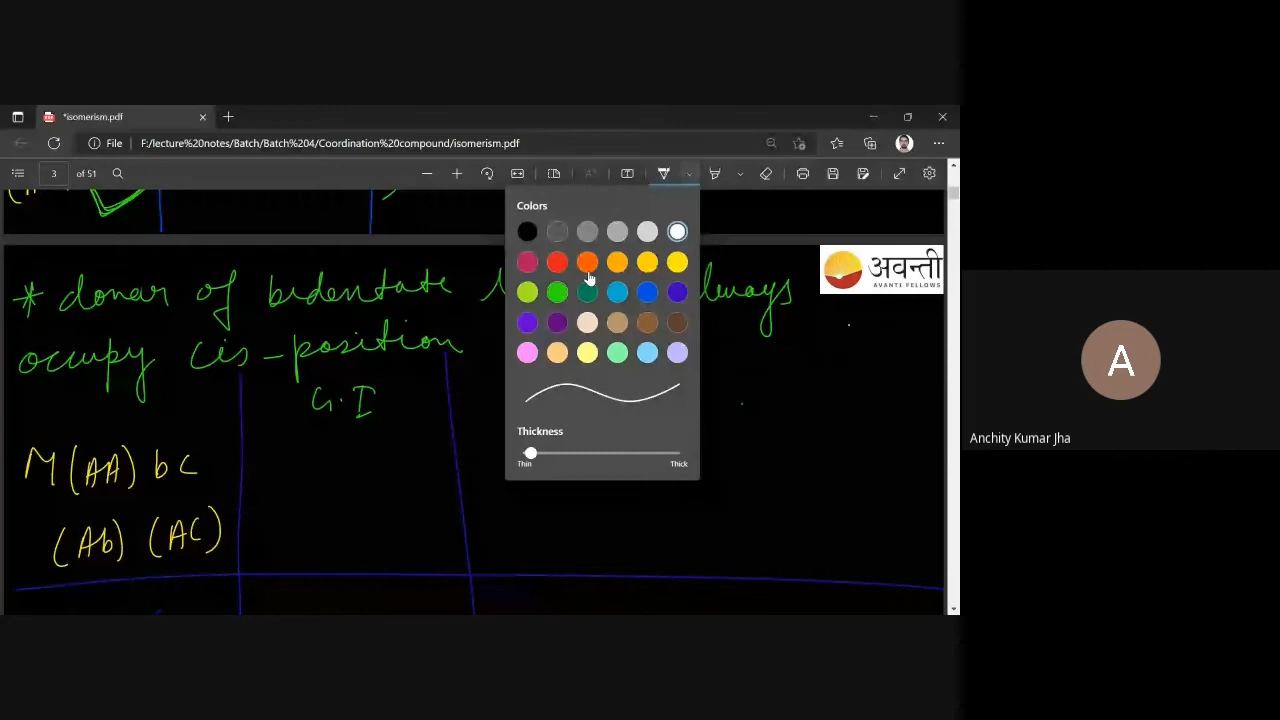 *isomerism.pdf
File F:/lecture%20notes/Batch/Batch%204/Coordination%20compound/isomerism.pdf
3 of 51
Colors
Thickness
Thin Thick
अवन्ती
AVANTI FELLOWS
* donar of bidentate lways
occupy cis-position
G.I
M(AA) bc
(Ab) (AC)
A
Anchity Kumar Jha